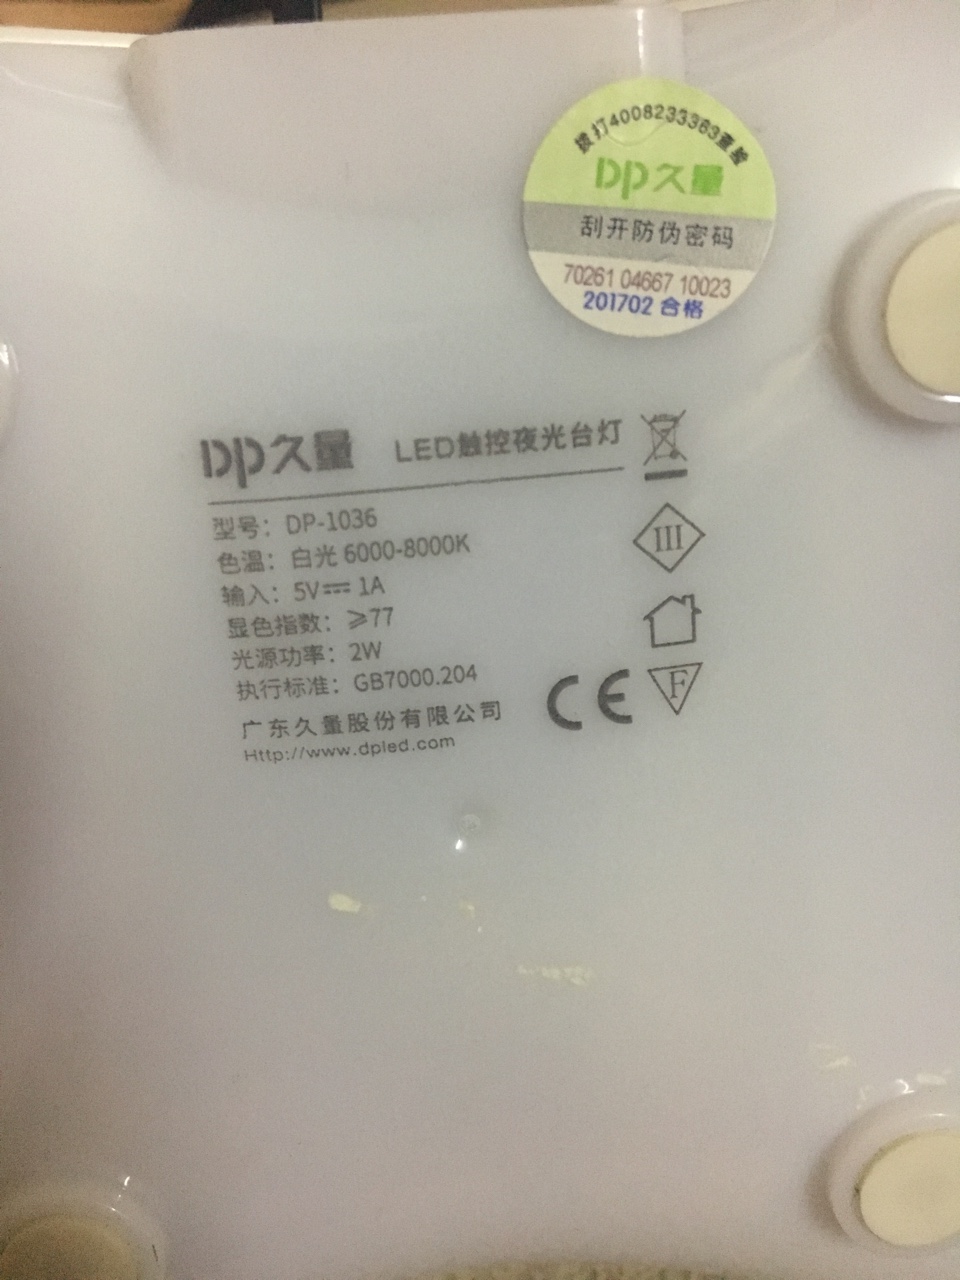 拨打4008233363查验
DP久量
刮开防伪密码
70261 04667 10023
201702 合格
DP久量 LED触控夜光台灯
型号：DP-1036
色温：白光 6000-8000K
输入：5V⎓1A
显色指数：≥77
光源功率：2W
执行标准：GB7000.204
广东久量股份有限公司
Http://www.dpled.com
III
CE
F